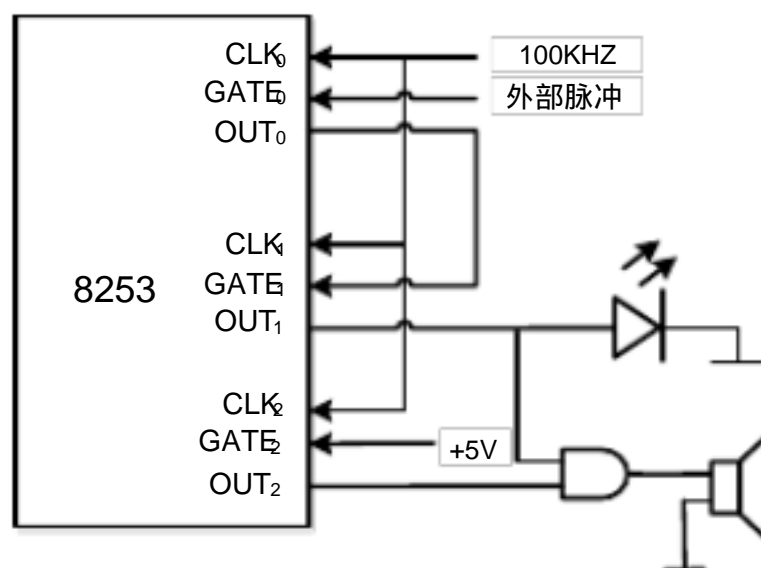 CLK0
100KHZ
GATE0
外部脉冲
OUT0
CLK1
8253
GATE1
OUT1
CLK2
GATE2
+5V
OUT2